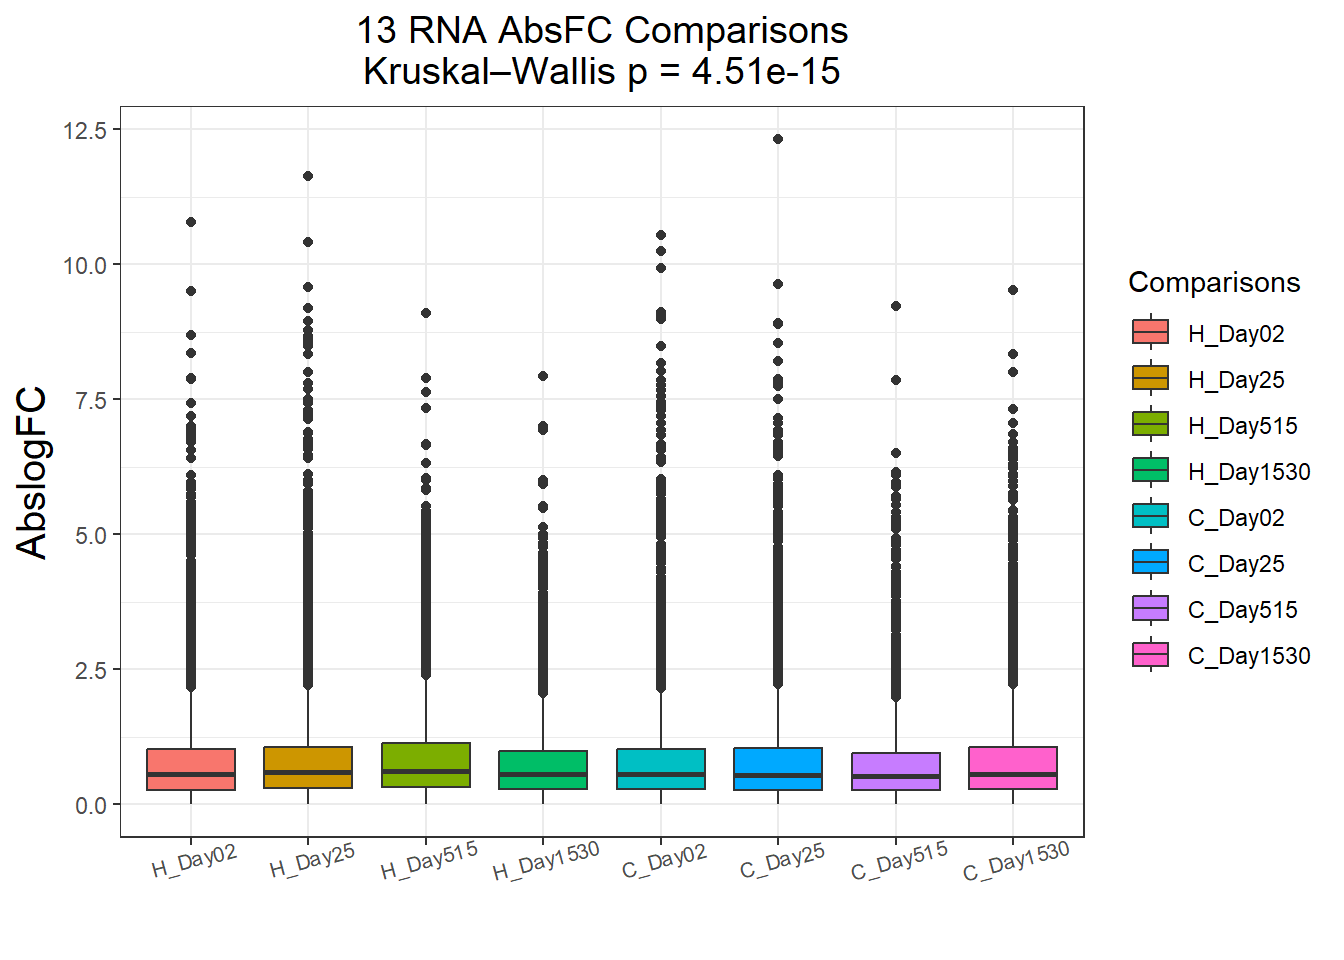 13 RNA AbsFC Comparisons
Kruskal–Wallis p = 4.51e-15
AbslogFC
12.5
10.0
7.5
5.0
2.5
0.0
H_Day02
H_Day25
H_Day515
H_Day1530
C_Day02
C_Day25
C_Day515
C_Day1530
Comparisons
H_Day02
H_Day25
H_Day515
H_Day1530
C_Day02
C_Day25
C_Day515
C_Day1530